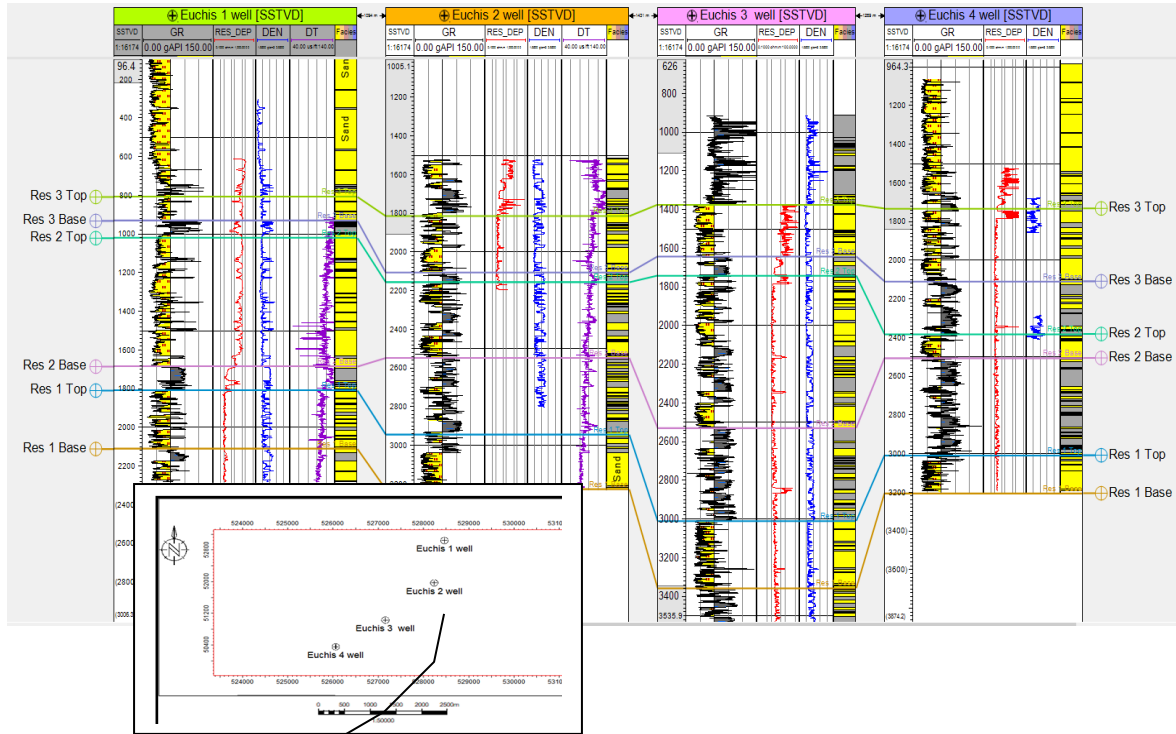 Euchis 1 well [SSTVD]
Euchis 2 well [SSTVD]
Euchis 3 well [SSTVD]
Euchis 4 well [SSTVD]
SSTVD GR RES_DEP DEN DT Facies
SSTVD GR RES_DEP DEN DT Facies
SSTVD GR RES_DEP DEN Facies
SSTVD GR RES_DEP DEN Facies
1:16174 0.00 gAPI 150.00
1:16174 0.00 gAPI 150.00
1:16174 0.00 gAPI 150.00
1:16174 0.00 gAPI 150.00
96.4
200
400
600
800
1000
1200
1400
1600
1800
2000
2200
(2400
(2600
(2800
Sand
1005.1
1200
1400
1600
1800
2000
2200
2400
2600
2800
3000
Sand
626
800
1000
1200
1400
1600
1800
2000
2200
2400
2600
2800
3000
3200
3400
3535.9
964.3
1200
1400
1600
1800
2000
2200
2400
2600
2800
3000
3200
(3400)
(3600)
(3874.2)
Res 3 Top
Res 3 Base
Res 2 Top
Res 2 Base
Res 1 Top
Res 1 Base
Res 3 Top
Res 3 Base
Res 2 Top
Res 2 Base
Res 1 Top
Res 1 Base
524000 525000 526000 527000 528000 529000 530000
N
52800
52000
51200
50400
Euchis 1 well
Euchis 2 well
Euchis 3 well
Euchis 4 well
524000 525000 526000 527000 528000 529000 530000
0 500 1000 1500 2000 2500m
1:50000